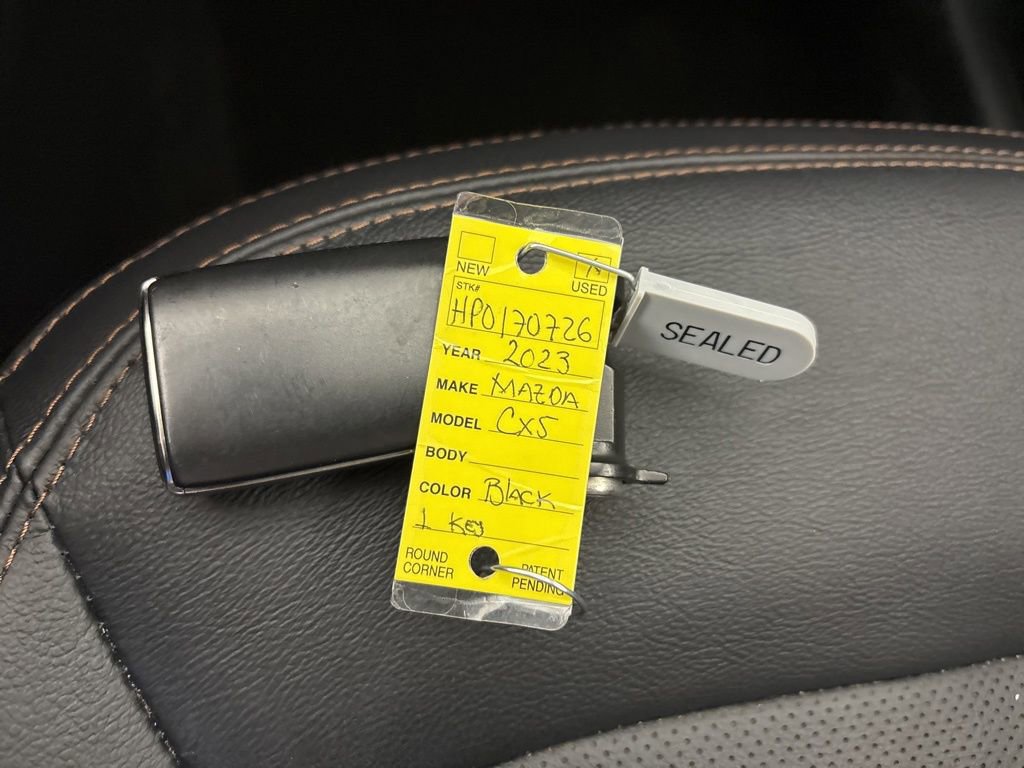 NEW
USED
STK#
HP0170726
YEAR 2023
MAKE MAZDA
MODEL CX5
BODY
COLOR BLACK
1 KEY
ROUND CORNER
PATENT PENDING
SEALED